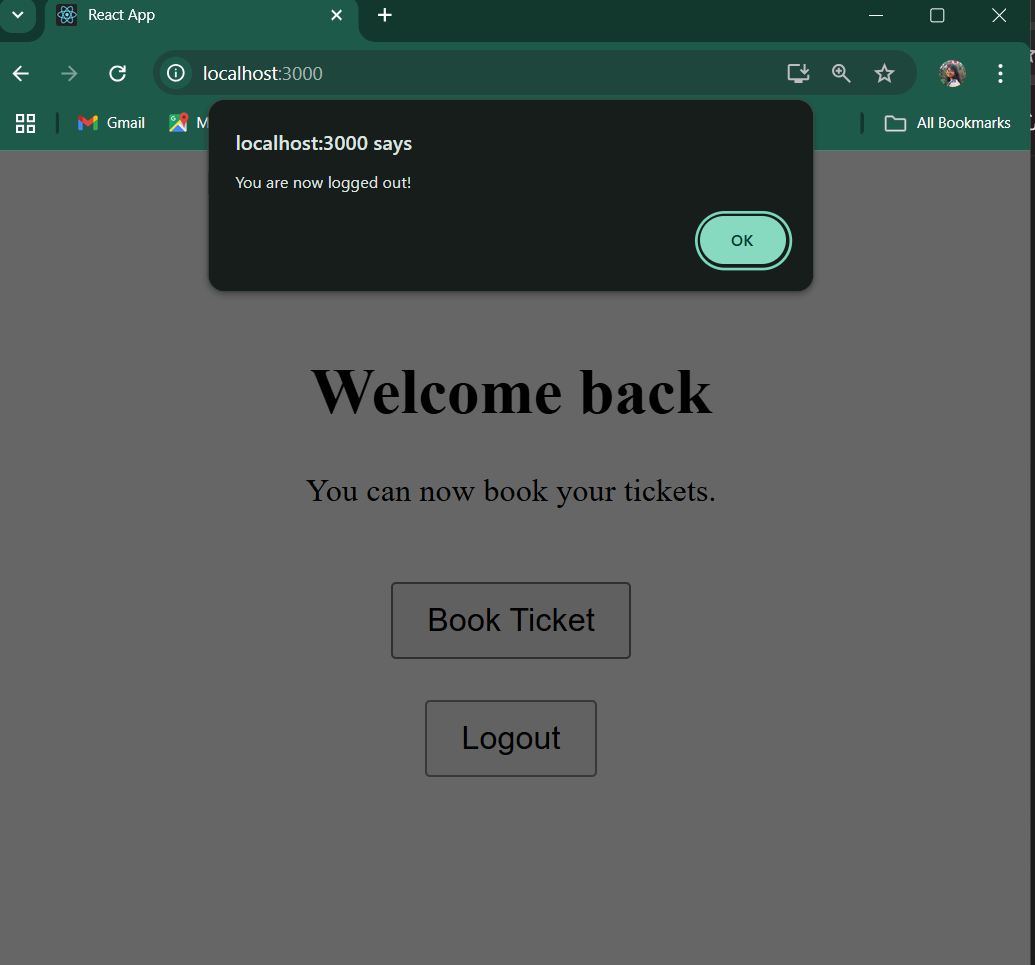 React App
localhost:3000
Gmail
M
All Bookmarks
localhost:3000 says
You are now logged out!
OK
Welcome back
You can now book your tickets.
Book Ticket
Logout